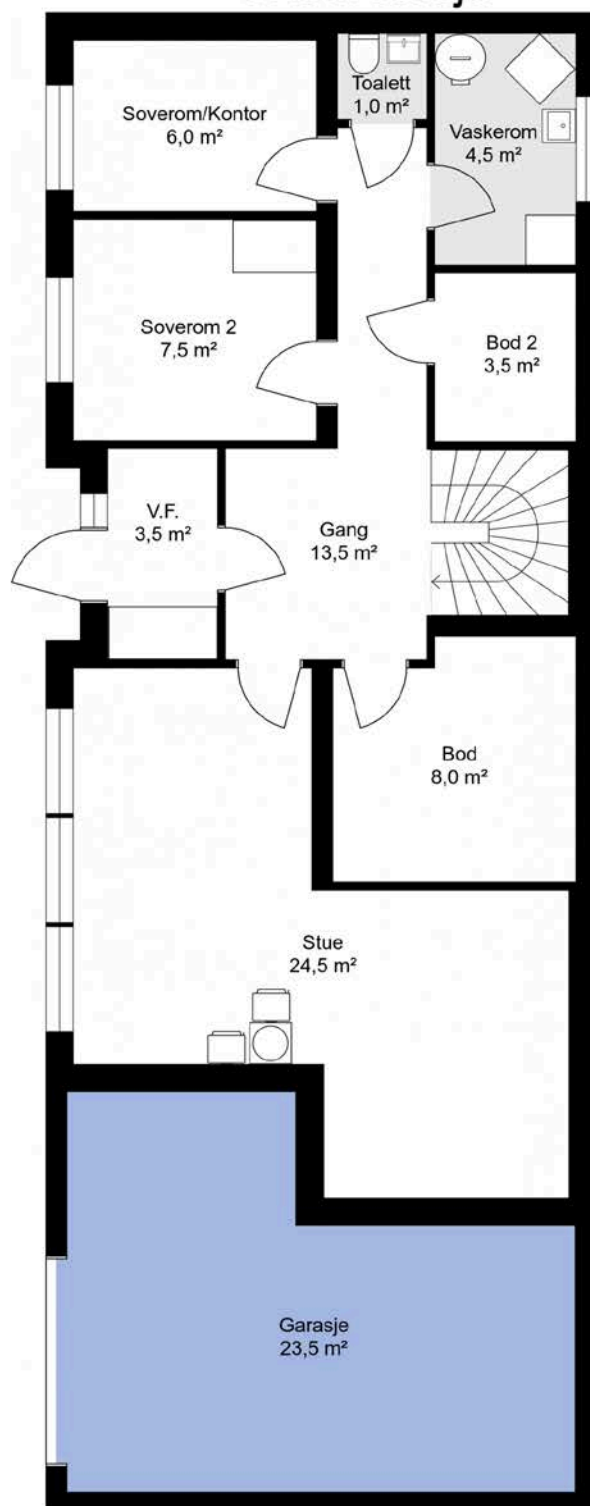 Toalett
1,0 m²
Soverom/Kontor
6,0 m²
Vaskerom
4,5 m²
Soverom 2
7,5 m²
Bod 2
3,5 m²
V.F.
3,5 m²
Gang
13,5 m²
Bod
8,0 m²
Stue
24,5 m²
Garasje
23,5 m²